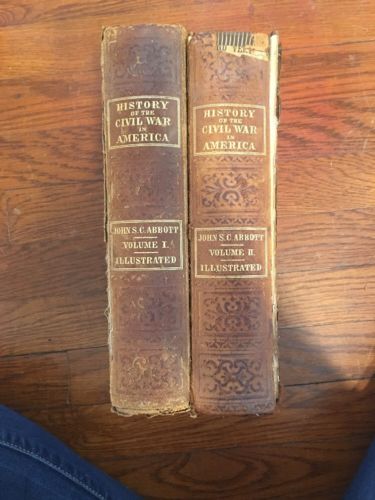 HISTORY
OF THE
CIVIL WAR
IN
AMERICA
JOHN S. C. ABBOTT
VOLUME I.
ILLUSTRATED
HISTORY
OF THE
CIVIL WAR
IN
AMERICA
JOHN S. C. ABBOTT
VOLUME II.
ILLUSTRATED